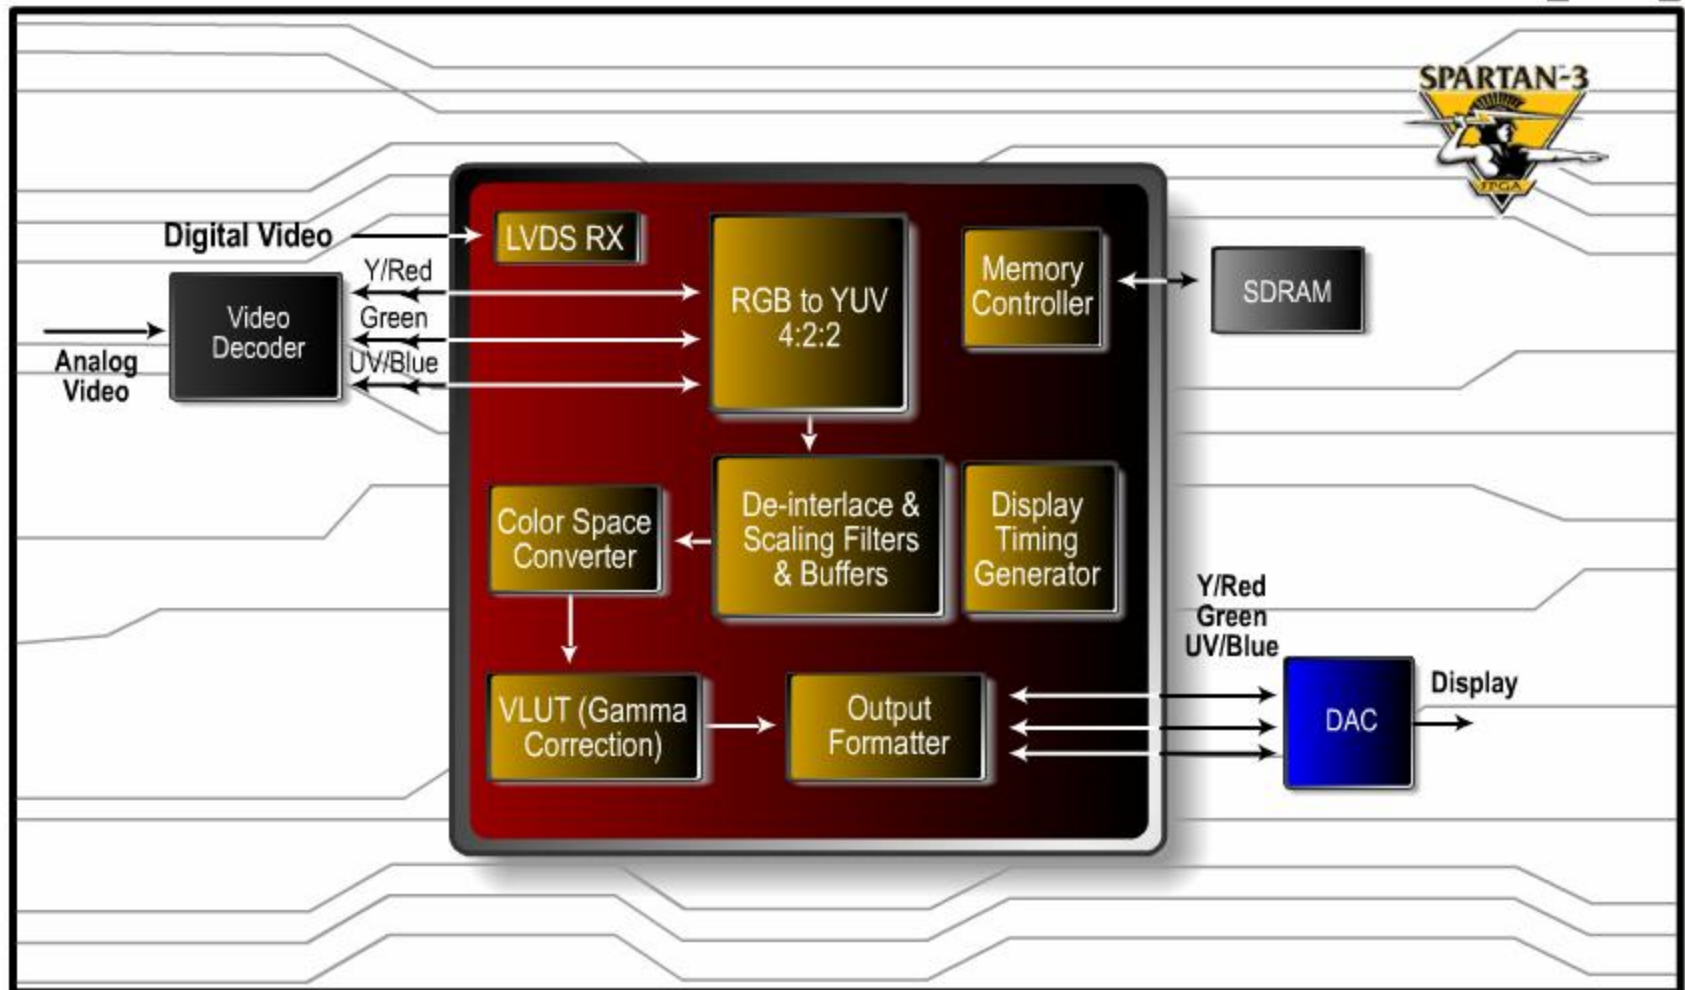 SPARTAN-3
FPGA
Digital Video
LVDS RX
Y/Red
Green
UV/Blue
Video
Decoder
Analog
Video
RGB to YUV
4:2:2
Memory
Controller
SDRAM
Color Space
Converter
De-interlace &
Scaling Filters
& Buffers
Display
Timing
Generator
Y/Red
Green
UV/Blue
VLUT (Gamma
Correction)
Output
Formatter
DAC
Display